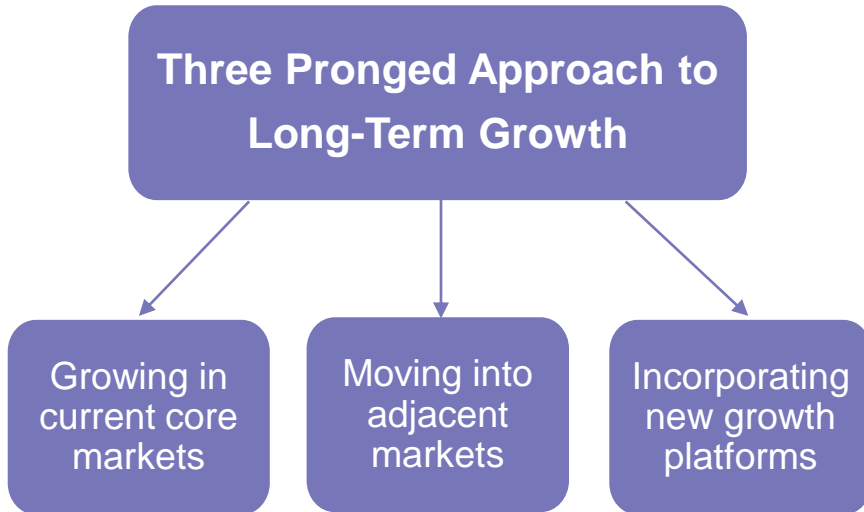 Three Pronged Approach to
Long-Term Growth
Growing in
current core
markets
Moving into
adjacent
markets
Incorporating
new growth
platforms